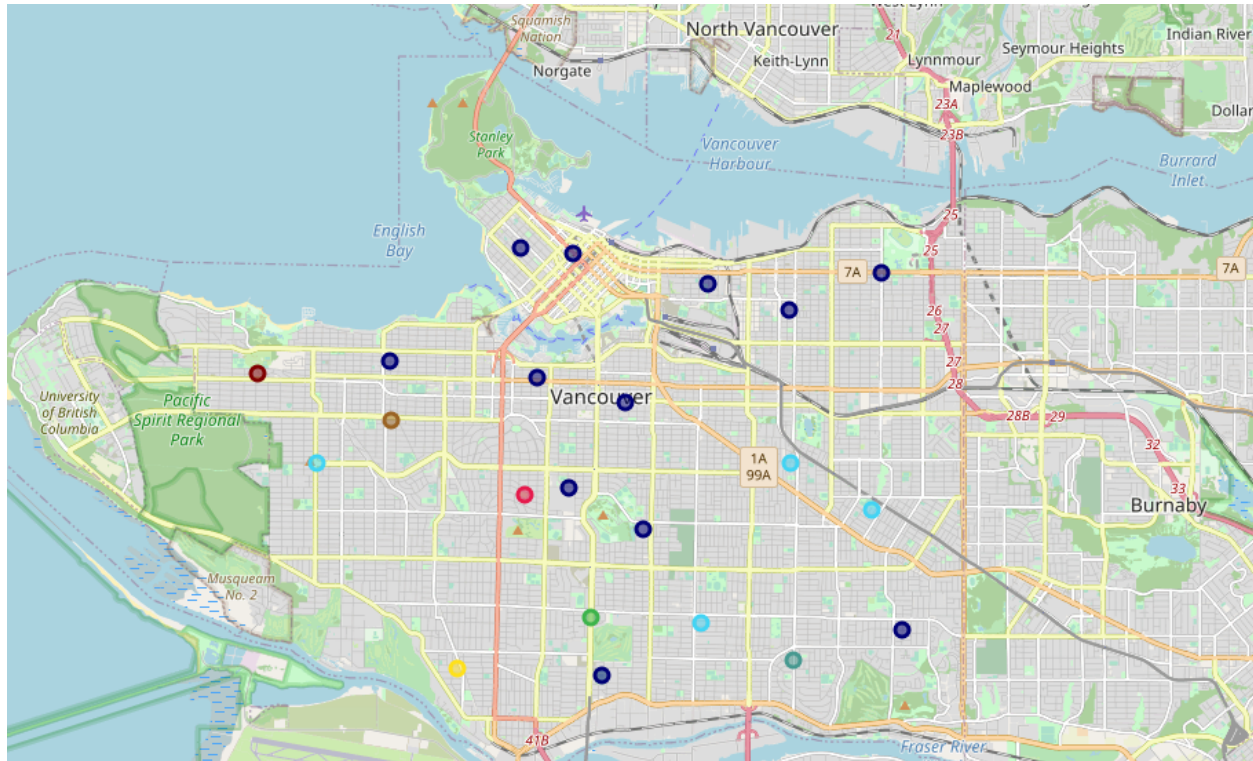 West Lynn
Squamish
Nation
North Vancouver
21
Indian River
Seymour Heights
Norgate
Keith-Lynn
Lynnmour
Maplewood
23A
Dollar
23B
Stanley
Park
Vancouver
Harbour
Burrard
Inlet
25
English
Bay
25
7A
7A
26
27
27
28
University
of British
Columbia
Pacific
Spirit Regional
Park
Vancouver
28B
29
32
1A
99A
33
Burnaby
Musqueam
No. 2
41B
Fraser River